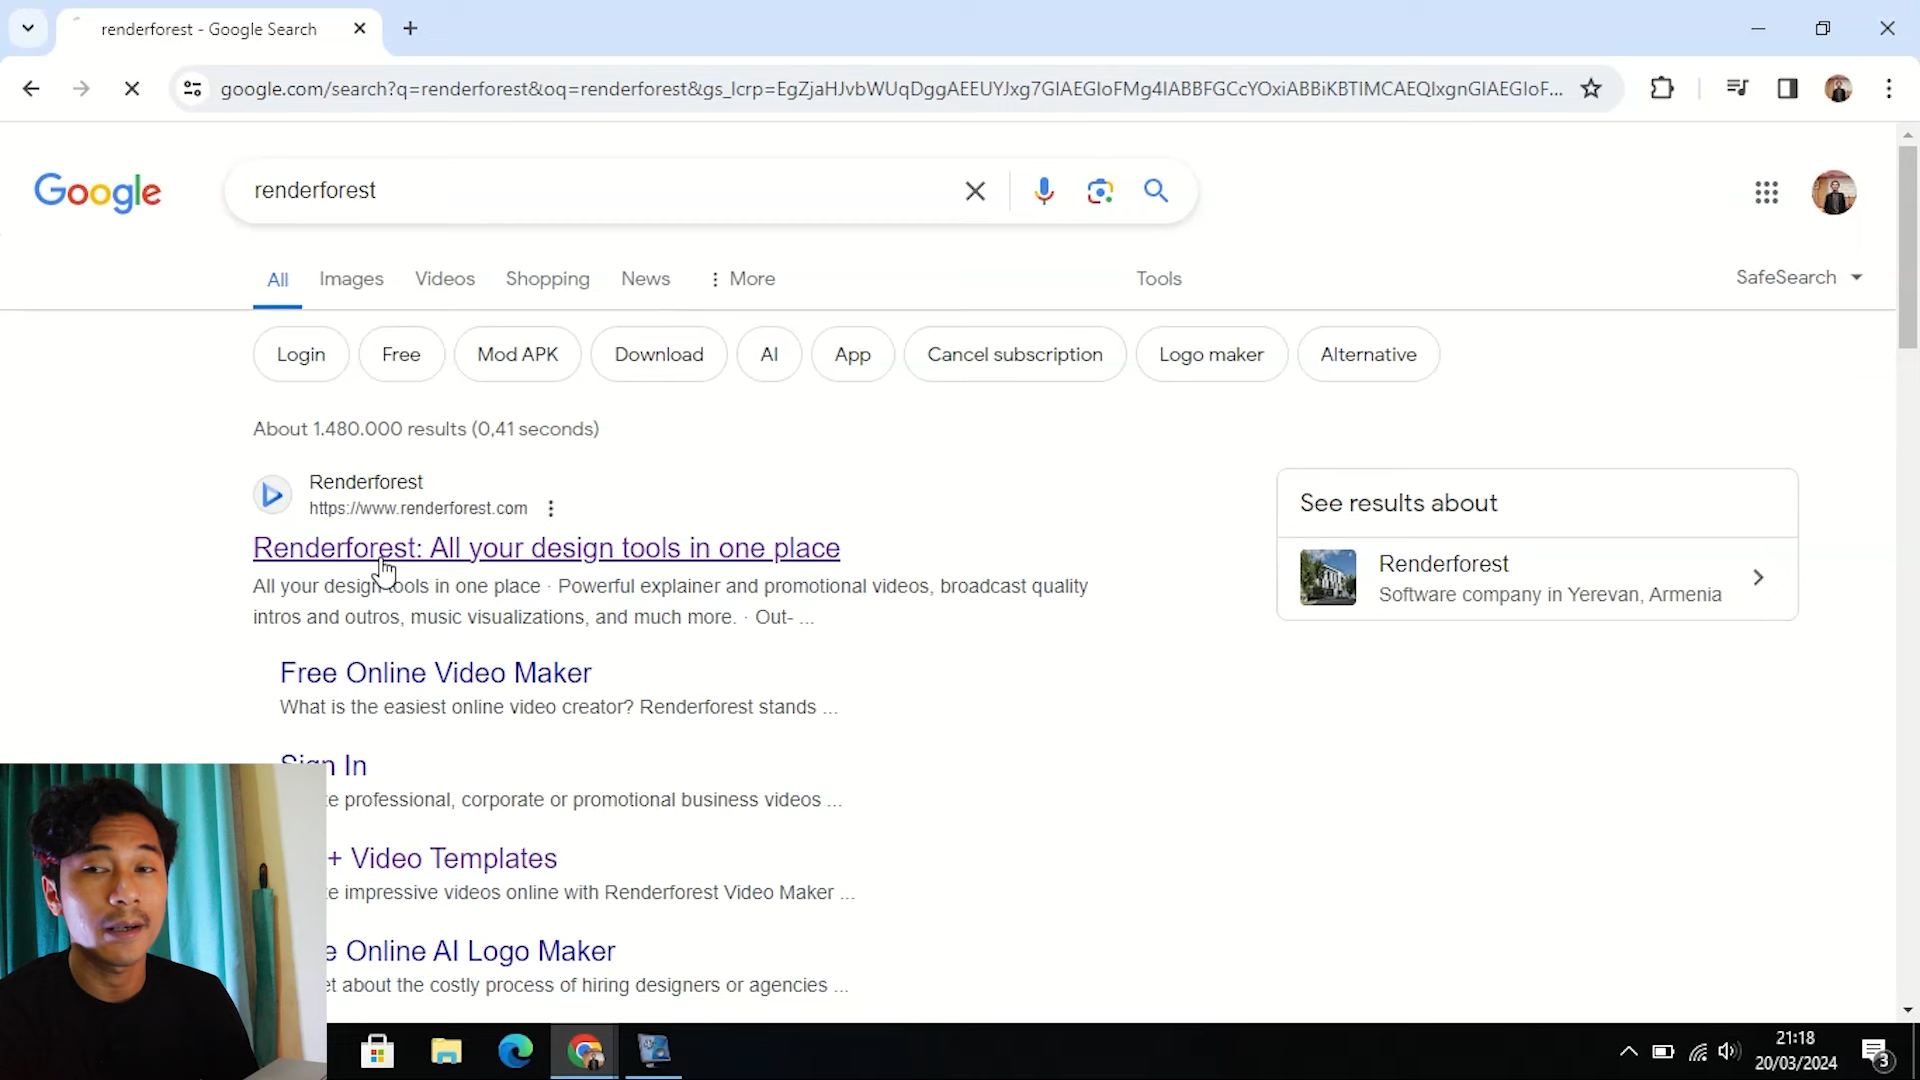 renderforest - Google Search
google.com/search?q=renderforest&oq=renderforest&gs_lcrp=EgZjaHJvbWUqDggAEEUYJxg7GIAEGIoFMg4IABBFGCcYOxiABBiKBTIMCAEQIxgnGIAEGIoF...
Google
renderforest
All Images Videos Shopping News More Tools SafeSearch
Login Free Mod APK Download AI App Cancel subscription Logo maker Alternative
About 1.480.000 results (0,41 seconds)
Renderforest
https://www.renderforest.com
Renderforest: All your design tools in one place
All your design tools in one place · Powerful explainer and promotional videos, broadcast quality
intros and outros, music visualizations, and much more. · Out- ...
See results about
Renderforest
Software company in Yerevan, Armenia
Free Online Video Maker
What is the easiest online video creator? Renderforest stands ...
Sign In
te professional, corporate or promotional business videos ...
+ Video Templates
te impressive videos online with Renderforest Video Maker ...
e Online AI Logo Maker
et about the costly process of hiring designers or agencies ...
21:18
20/03/2024
3